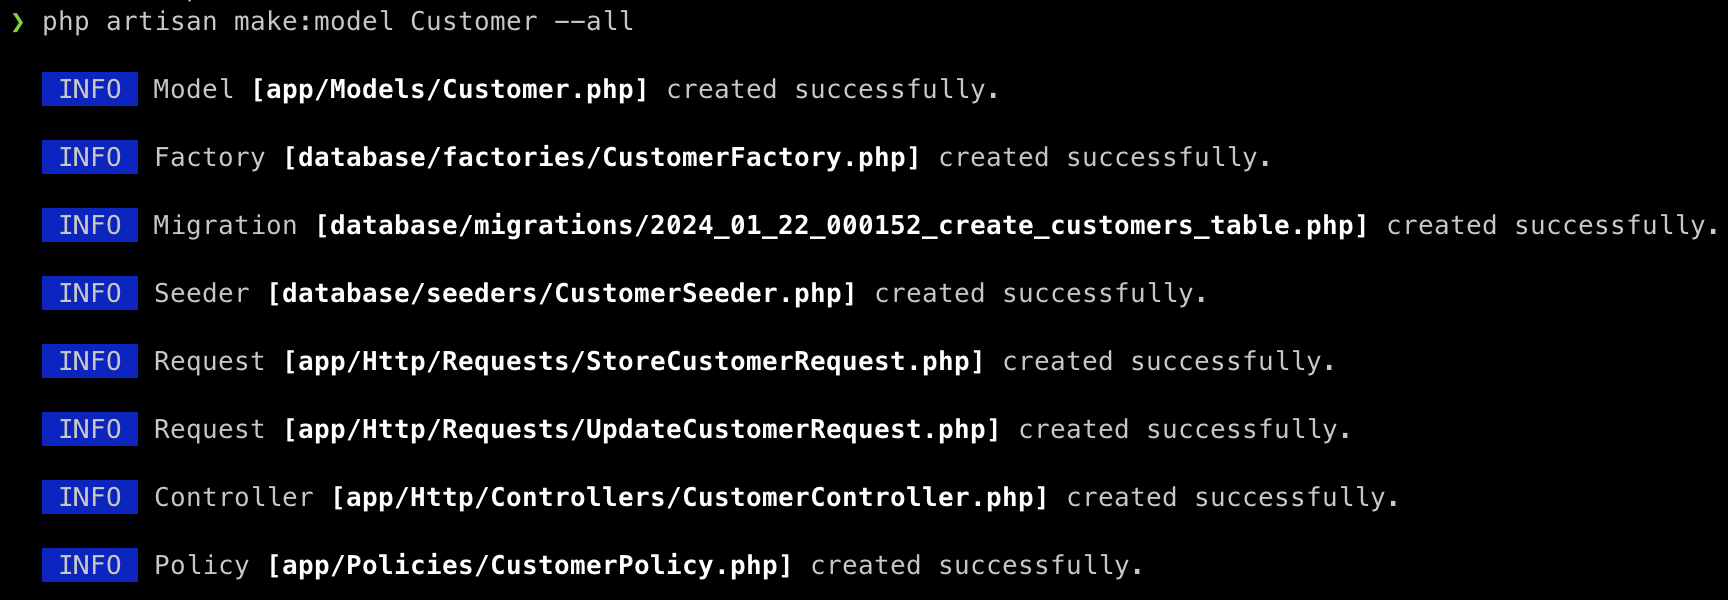 ❯ php artisan make:model Customer --all
INFO Model [app/Models/Customer.php] created successfully.
INFO Factory [database/factories/CustomerFactory.php] created successfully.
INFO Migration [database/migrations/2024_01_22_000152_create_customers_table.php] created successfully.
INFO Seeder [database/seeders/CustomerSeeder.php] created successfully.
INFO Request [app/Http/Requests/StoreCustomerRequest.php] created successfully.
INFO Request [app/Http/Requests/UpdateCustomerRequest.php] created successfully.
INFO Controller [app/Http/Controllers/CustomerController.php] created successfully.
INFO Policy [app/Policies/CustomerPolicy.php] created successfully.